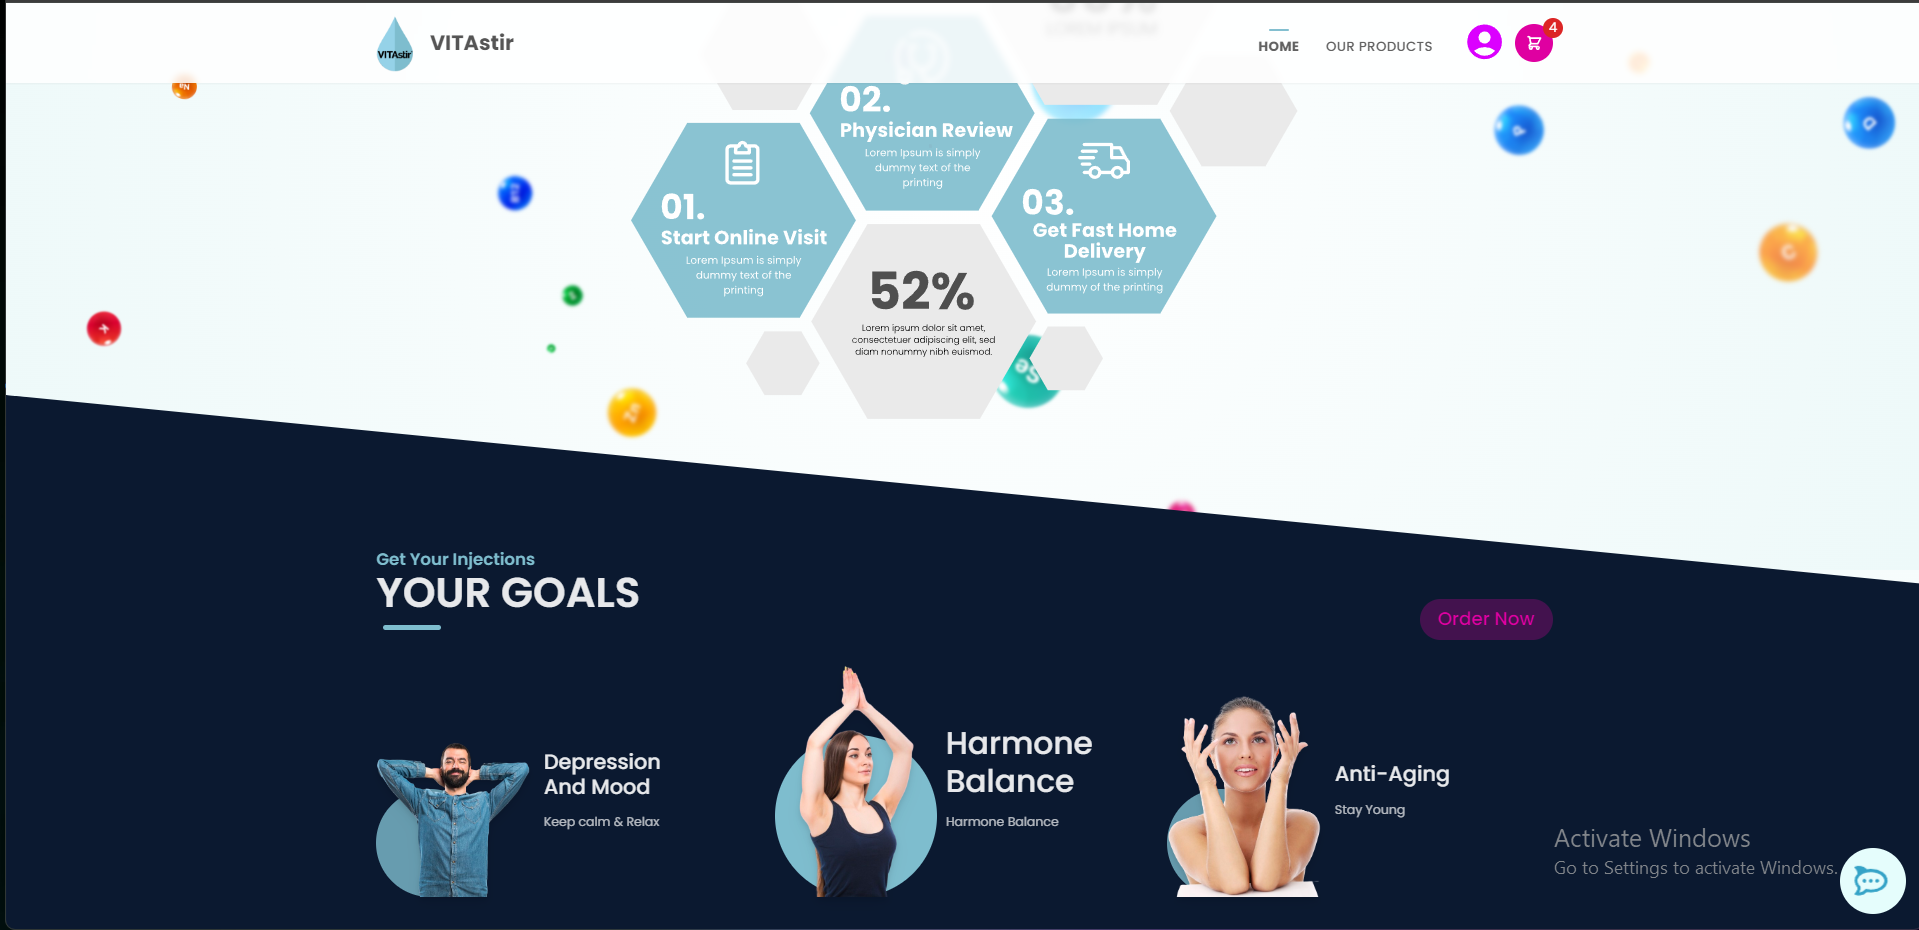 VITAstir
VITAstir
HOME
OUR PRODUCTS
4
02.
Physician Review
Lorem Ipsum is simply
dummy text of the
printing
01.
Start Online Visit
Lorem Ipsum is simply
dummy text of the
printing
03.
Get Fast Home
Delivery
Lorem Ipsum is simply
dummy of the printing
52%
Lorem ipsum dolor sit amet,
consectetuer adipiscing elit, sed
diam nonummy nibh euismod.
Se
Get Your Injections
YOUR GOALS
Order Now
Depression
And Mood
Keep calm & Relax
Harmone
Balance
Harmone Balance
Anti-Aging
Stay Young
Activate Windows
Go to Settings to activate Windows.